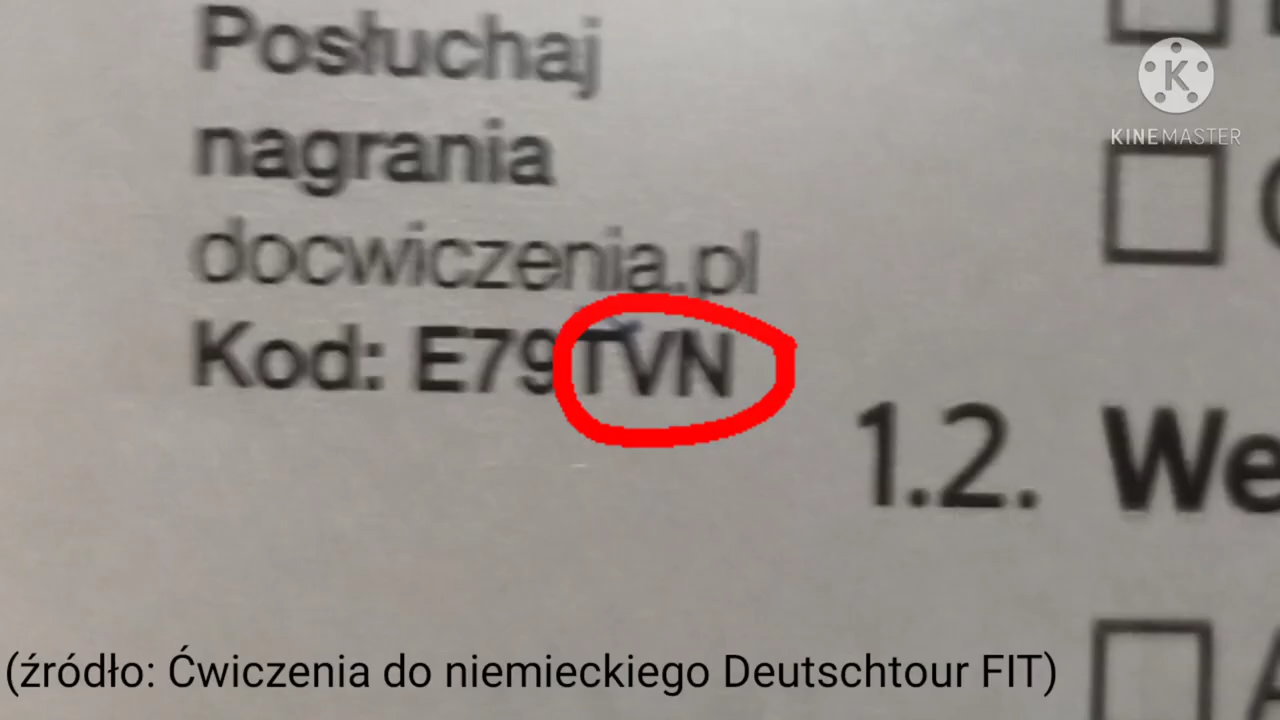 Posłuchaj
nagrania
docwiczenia.pl
Kod: E79TVN
KINEMASTER
1.2. We
(źródło: Ćwiczenia do niemieckiego Deutschtour FIT)